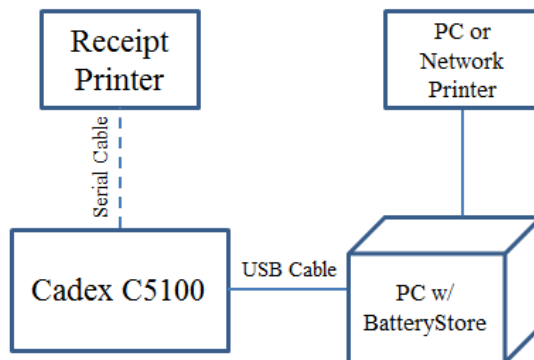 Receipt
Printer
PC or
Network
Printer
Serial Cable
Cadex C5100
USB Cable
PC w/
BatteryStore